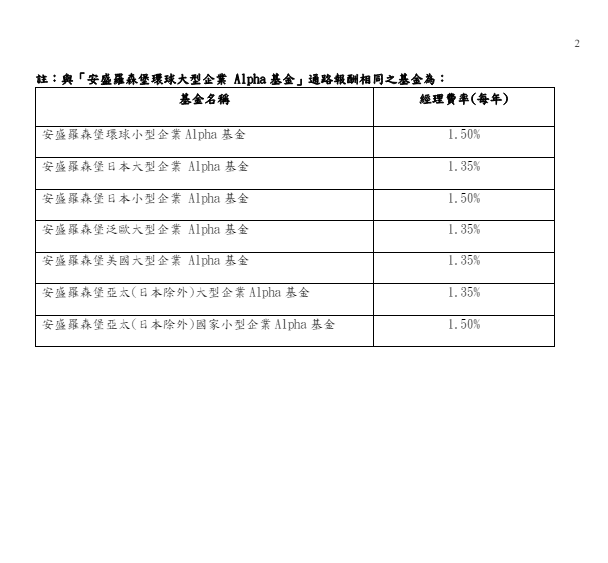 2
註：與「安盛羅森堡環球大型企業 Alpha 基金」通路報酬相同之基金為：
基金名稱 經理費率(每年)
安盛羅森堡環球小型企業 Alpha 基金 1.50%
安盛羅森堡日本大型企業 Alpha 基金 1.35%
安盛羅森堡日本小型企業 Alpha 基金 1.50%
安盛羅森堡泛歐大型企業 Alpha 基金 1.35%
安盛羅森堡美國大型企業 Alpha 基金 1.35%
安盛羅森堡亞太(日本除外)大型企業 Alpha 基金 1.35%
安盛羅森堡亞太(日本除外)國家小型企業 Alpha 基金 1.50%